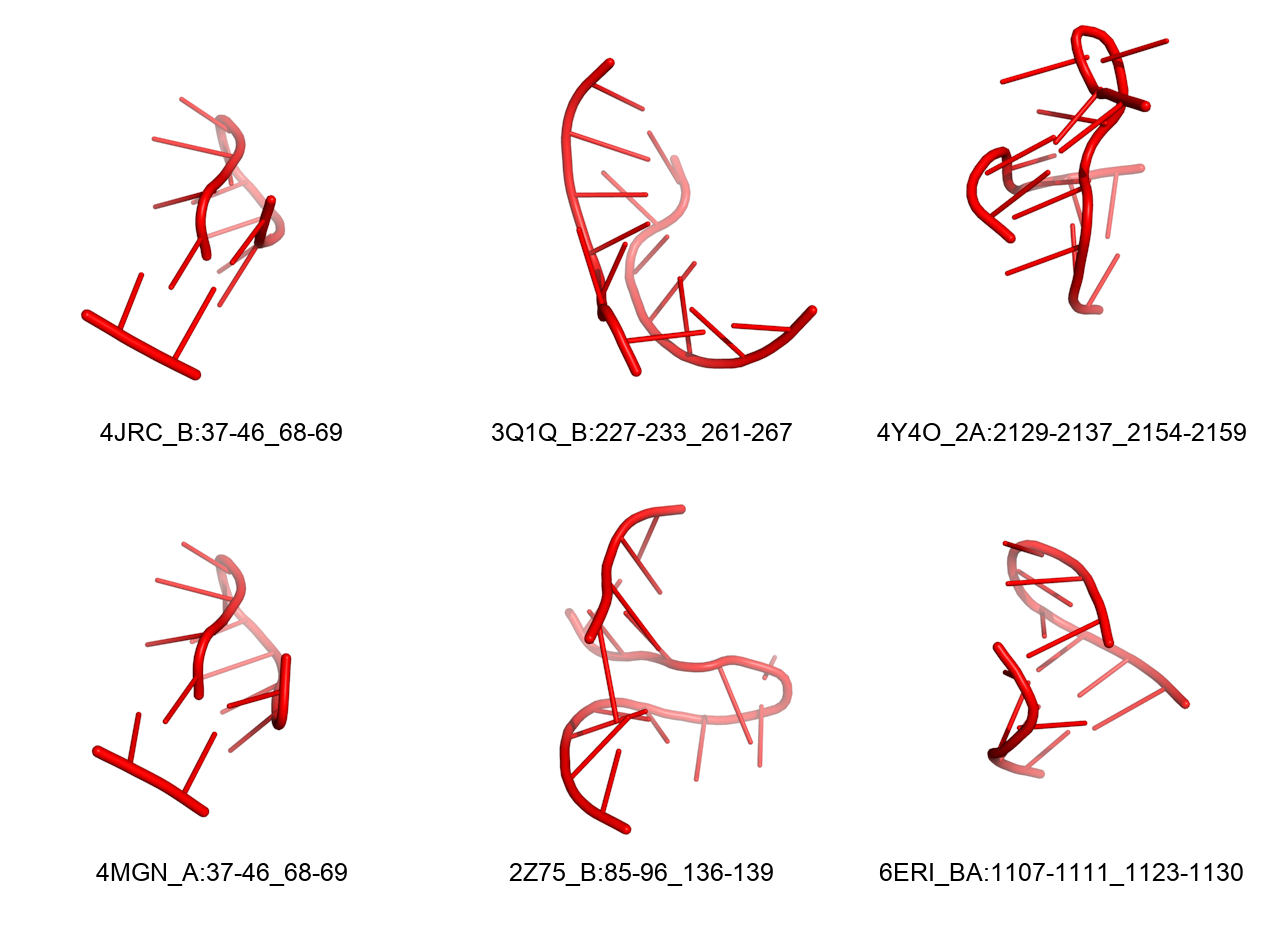 4JRC_B:37-46_68-69
3Q1Q_B:227-233_261-267
4Y4O_2A:2129-2137_2154-2159
4MGN_A:37-46_68-69
2Z75_B:85-96_136-139
6ERI_BA:1107-1111_1123-1130